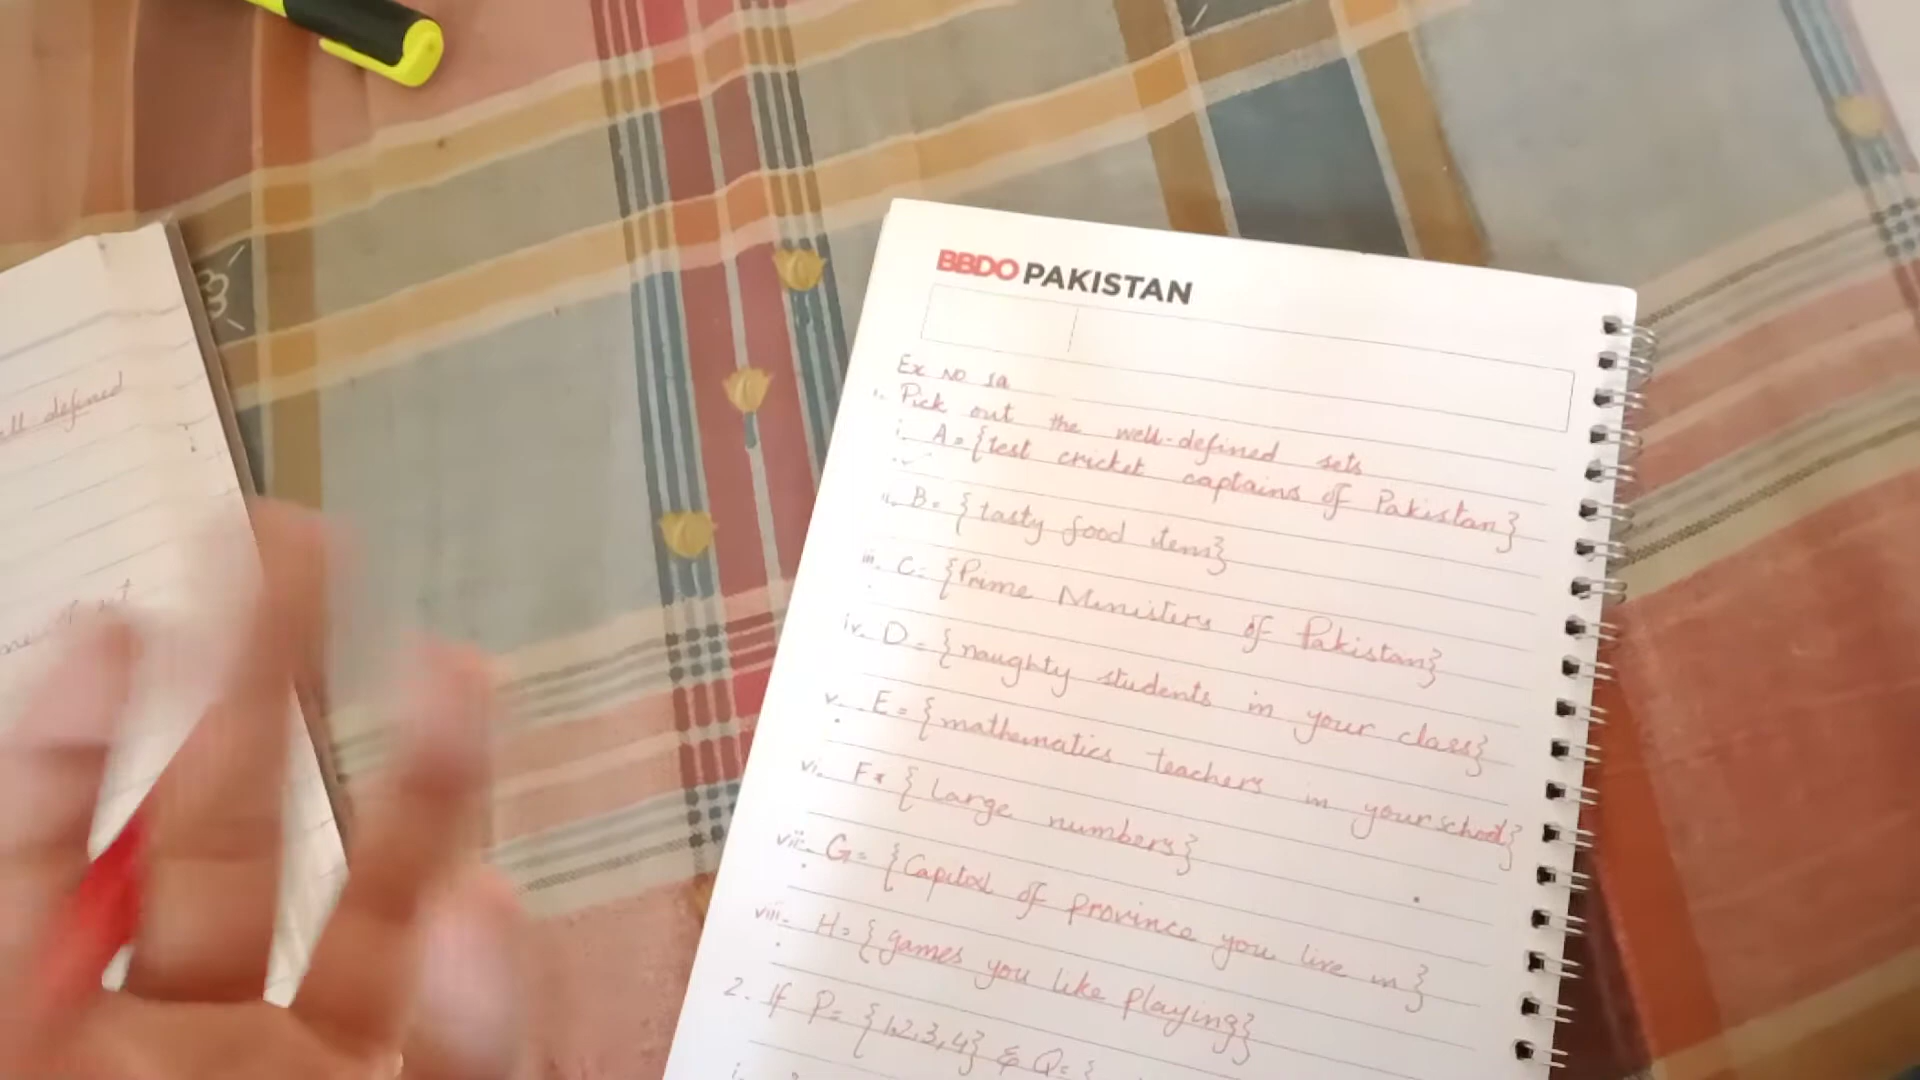 BBDO PAKISTAN
Ex No 1a
1. Pick out the well-defined sets
i. A = {test cricket captains of Pakistan}
ii. B = {tasty food items}
iii. C = {Prime Ministers of Pakistan}
iv. D = {naughty students in your class}
v. E = {mathematics teachers in your school}
vi. F = {Large numbers}
vii. G = {Capital of province you live in}
viii. H = {games you like playing}
2. If P = {1,2,3,4} & Q = {
defined